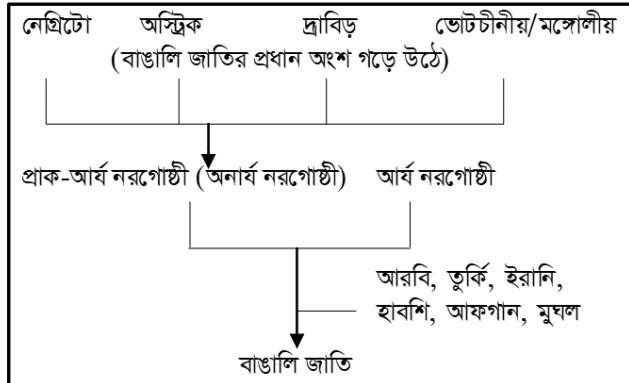 নেগ্রিটো অস্ট্রিক দ্রাবিড় ভোটচীনীয়/মঙ্গোলীয়
(বাঙালি জাতির প্রধান অংশ গড়ে উঠে)
প্রাক-আর্য নরগোষ্ঠী (অনার্য নরগোষ্ঠী) আর্য নরগোষ্ঠী
আরবি, তুর্কি, ইরানি,
হাবশি, আফগান, মুঘল
বাঙালি জাতি